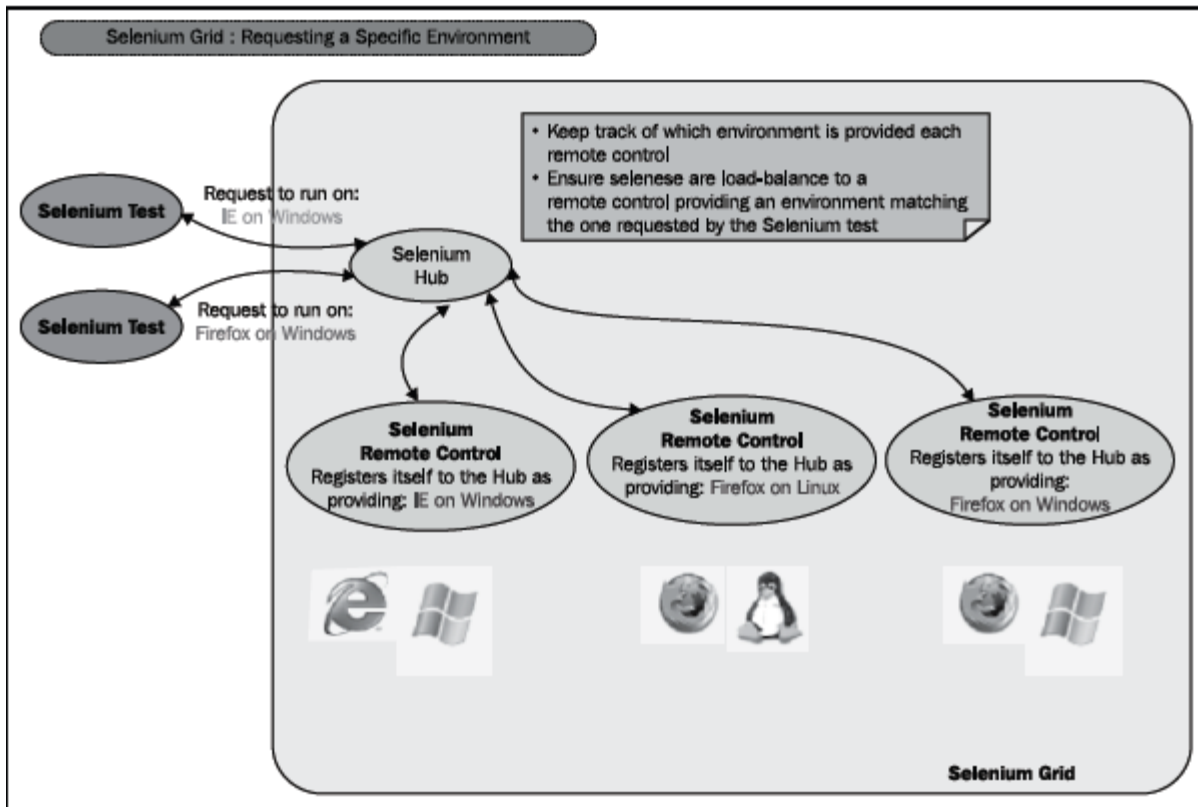 Selenium Grid : Requesting a Specific Environment
• Keep track of which environment is provided each
remote control
• Ensure selenese are load-balance to a
remote control providing an environment matching
the one requested by the Selenium test
Selenium Test
Request to run on:
IE on Windows
Selenium
Hub
Selenium Test
Request to run on:
Firefox on Windows
Selenium
Remote Control
Registers itself to the Hub as
providing: IE on Windows
Selenium
Remote Control
Registers itself to the Hub as
providing: Firefox on Linux
Selenium
Remote Control
Registers itself to the Hub as
providing:
Firefox on Windows
Selenium Grid